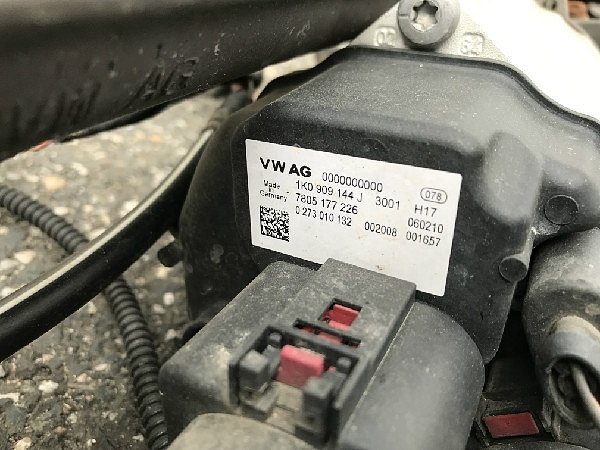 AG
VW AG 0000000000 078
Made in Germany
1K0 909 144 J 3001 H17
7805 177 226 060210
0 273 010 132 002008 001657